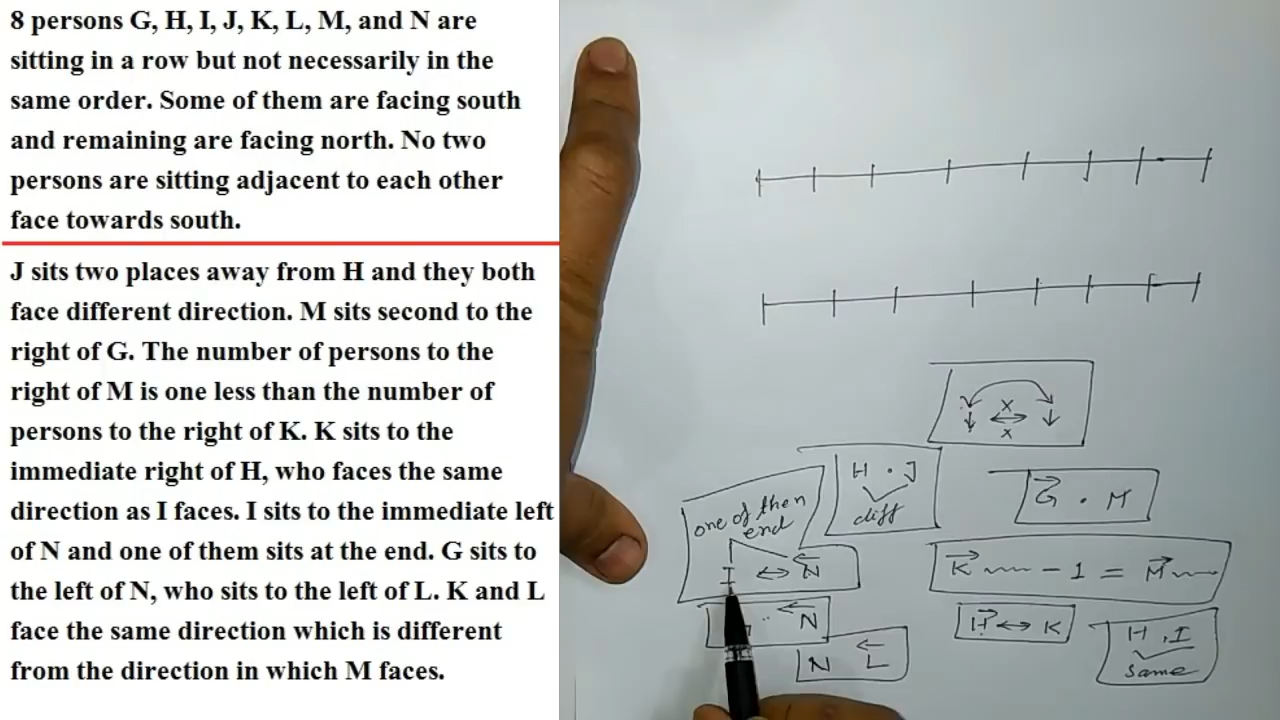 8 persons G, H, I, J, K, L, M, and N are
sitting in a row but not necessarily in the
same order. Some of them are facing south
and remaining are facing north. No two
persons are sitting adjacent to each other
face towards south.
J sits two places away from H and they both
face different direction. M sits second to the
right of G. The number of persons to the
right of M is one less than the number of
persons to the right of K. K sits to the
immediate right of H, who faces the same
direction as I faces. I sits to the immediate left
of N and one of them sits at the end. G sits to
the left of N, who sits to the left of L. K and L
face the same direction which is different
from the direction in which M faces.
H . J
diff
G . M
one of then
end
I ↔ N
K - 1 = M
N
H ↔ K
H , I
same
N L